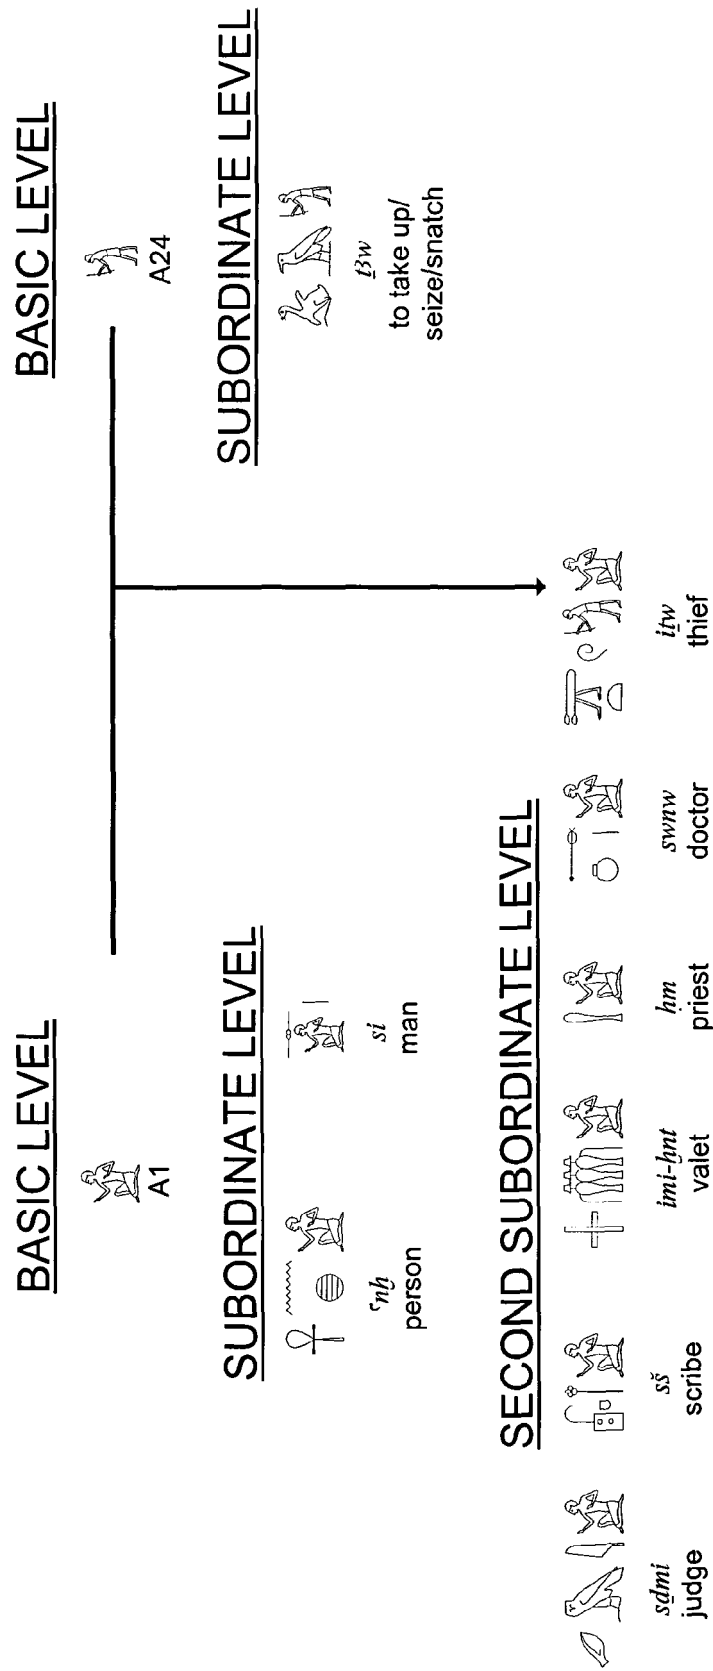 BASIC LEVEL
A1
BASIC LEVEL
A24
SUBORDINATE LEVEL
ꜥnḫ
person
si
man
SUBORDINATE LEVEL
ṯꜣw
to take up/
seize/snatch
SECOND SUBORDINATE LEVEL
sḏmi
judge
sš
scribe
imi-ḫnt
valet
ḥm
priest
swnw
doctor
iṯw
thief